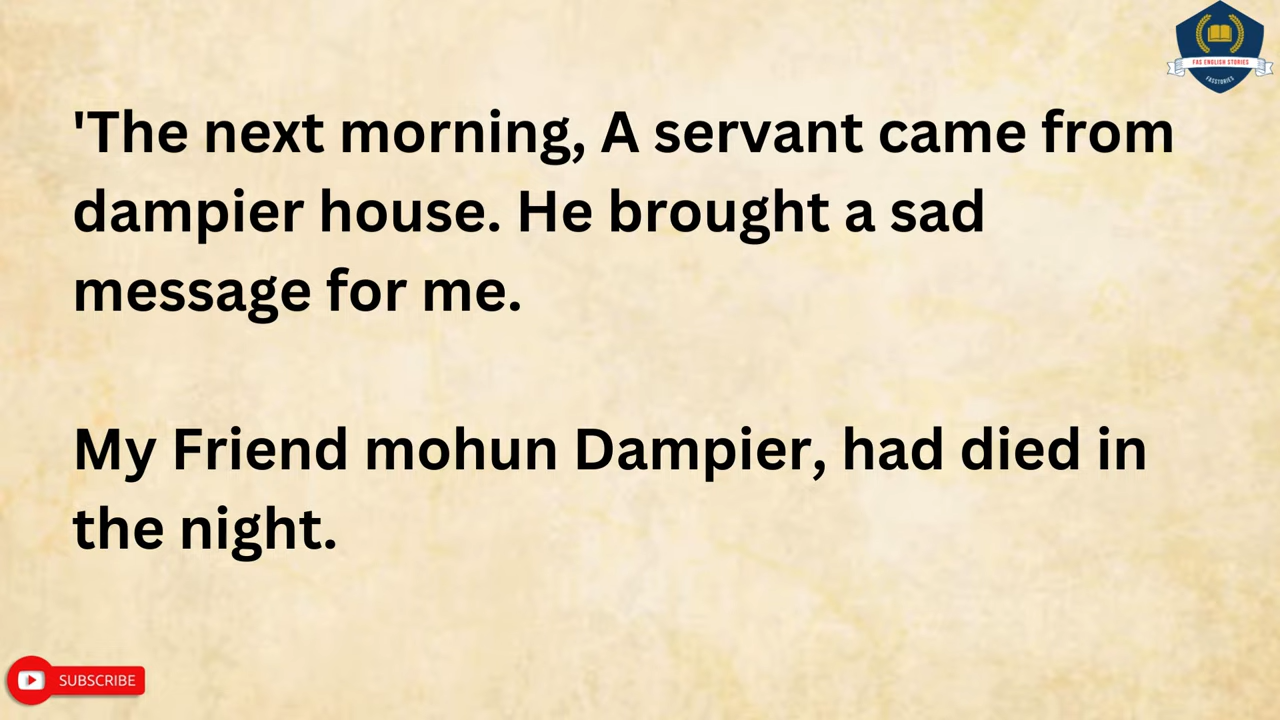 FAS ENGLISH STORIES
FASSTORIES
'The next morning, A servant came from
dampier house. He brought a sad
message for me.
My Friend mohun Dampier, had died in
the night.
SUBSCRIBE